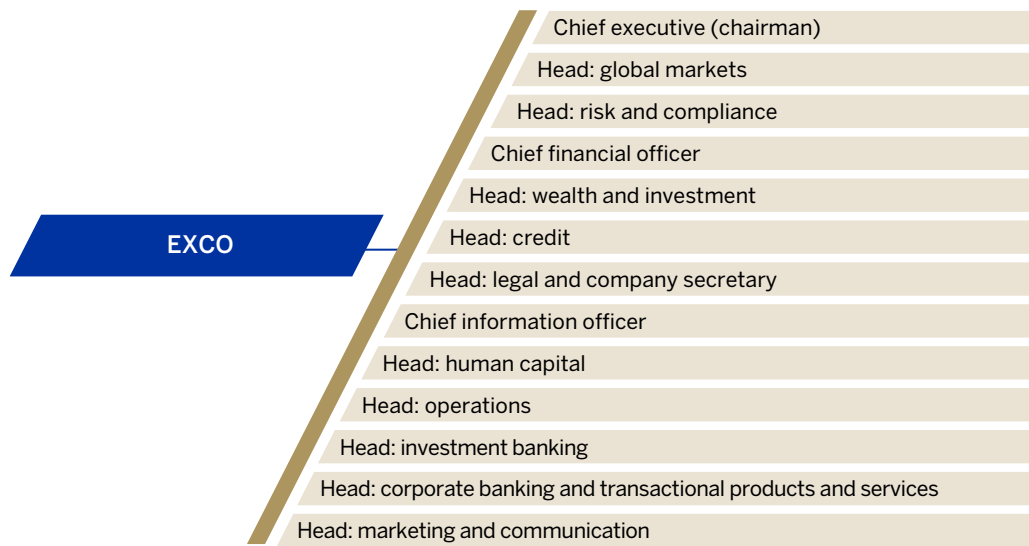 Chief executive (chairman)
Head: global markets
Head: risk and compliance
Chief financial officer
Head: wealth and investment
EXCO
Head: credit
Head: legal and company secretary
Chief information officer
Head: human capital
Head: operations
Head: investment banking
Head: corporate banking and transactional products and services
Head: marketing and communication